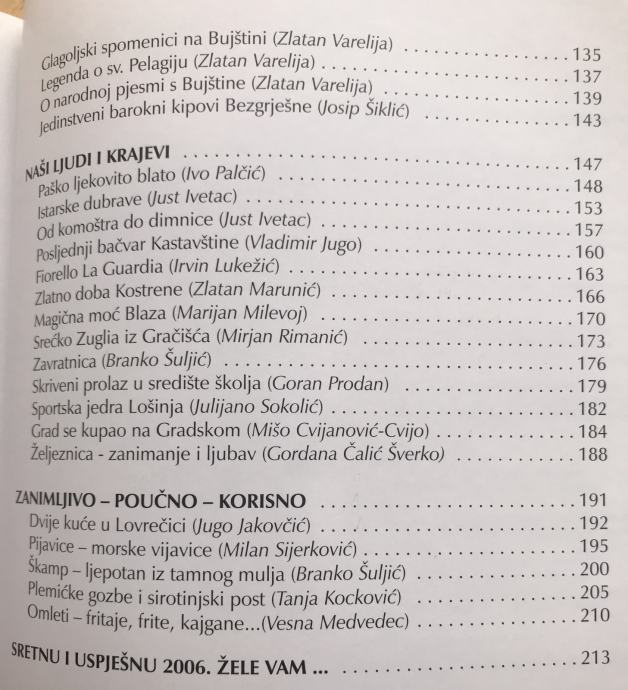 Glagoljski spomenici na Bujštini (Zlatan Varelija) . . . . . . . . . . . . . . . . . 135
Legenda o sv. Pelagiju (Zlatan Varelija) . . . . . . . . . . . . . . . . . . . . . . . . 137
O narodnoj pjesmi s Bujštine (Zlatan Varelija) . . . . . . . . . . . . . . . . . . 139
Jedinstveni barokni kipovi Bezgrješne (Josip Šiklić) . . . . . . . . . . . . . . 143
NAŠI LJUDI I KRAJEVI . . . . . . . . . . . . . . . . . . . . . . . . . . . . . . . . . . . . 147
Paško ljekovito blato (Ivo Palčić) . . . . . . . . . . . . . . . . . . . . . . . . . . . . 148
Istarske dubrave (Just Ivetac) . . . . . . . . . . . . . . . . . . . . . . . . . . . . . . 153
Od komoštra do dimnice (Just Ivetac) . . . . . . . . . . . . . . . . . . . . . . . . 157
Posljednji bačvar Kastavštine (Vladimir Jugo) . . . . . . . . . . . . . . . . . . . 160
Fiorello La Guardia (Irvin Lukežić) . . . . . . . . . . . . . . . . . . . . . . . . . . . 163
Zlatno doba Kostrene (Zlatan Marunić) . . . . . . . . . . . . . . . . . . . . . . . 166
Magična moć Blaza (Marijan Milevoj) . . . . . . . . . . . . . . . . . . . . . . . . 170
Srećko Zuglia iz Gračišća (Mirjan Rimanić) . . . . . . . . . . . . . . . . . . . . . 173
Zavratnica (Branko Šuljić) . . . . . . . . . . . . . . . . . . . . . . . . . . . . . . . . . 176
Skriveni prolaz u središte školja (Goran Prodan) . . . . . . . . . . . . . . . . . 179
Sportska jedra Lošinja (Julijano Sokolić) . . . . . . . . . . . . . . . . . . . . . . . 182
Grad se kupao na Gradskom (Mišo Cvijanović-Cvijo) . . . . . . . . . . . . . . 184
Željeznica - zanimanje i ljubav (Gordana Čalić Šverko) . . . . . . . . . . . . 188
ZANIMLJIVO – POUČNO – KORISNO . . . . . . . . . . . . . . . . . . . . . . . . 191
Dvije kuće u Lovrečici (Jugo Jakovčić) . . . . . . . . . . . . . . . . . . . . . . . . 192
Pijavice – morske vijavice (Milan Sijerković) . . . . . . . . . . . . . . . . . . . . 195
Škamp – ljepotan iz tamnog mulja (Branko Šuljić) . . . . . . . . . . . . . . . 200
Plemićke gozbe i sirotinjski post (Tanja Kocković) . . . . . . . . . . . . . . . . 205
Omleti – fritaje, frite, kajgane...(Vesna Medvedec) . . . . . . . . . . . . . . . 210
SRETNU I USPJEŠNU 2006. ŽELE VAM ... . . . . . . . . . . . . . . . . . . . . . . 213